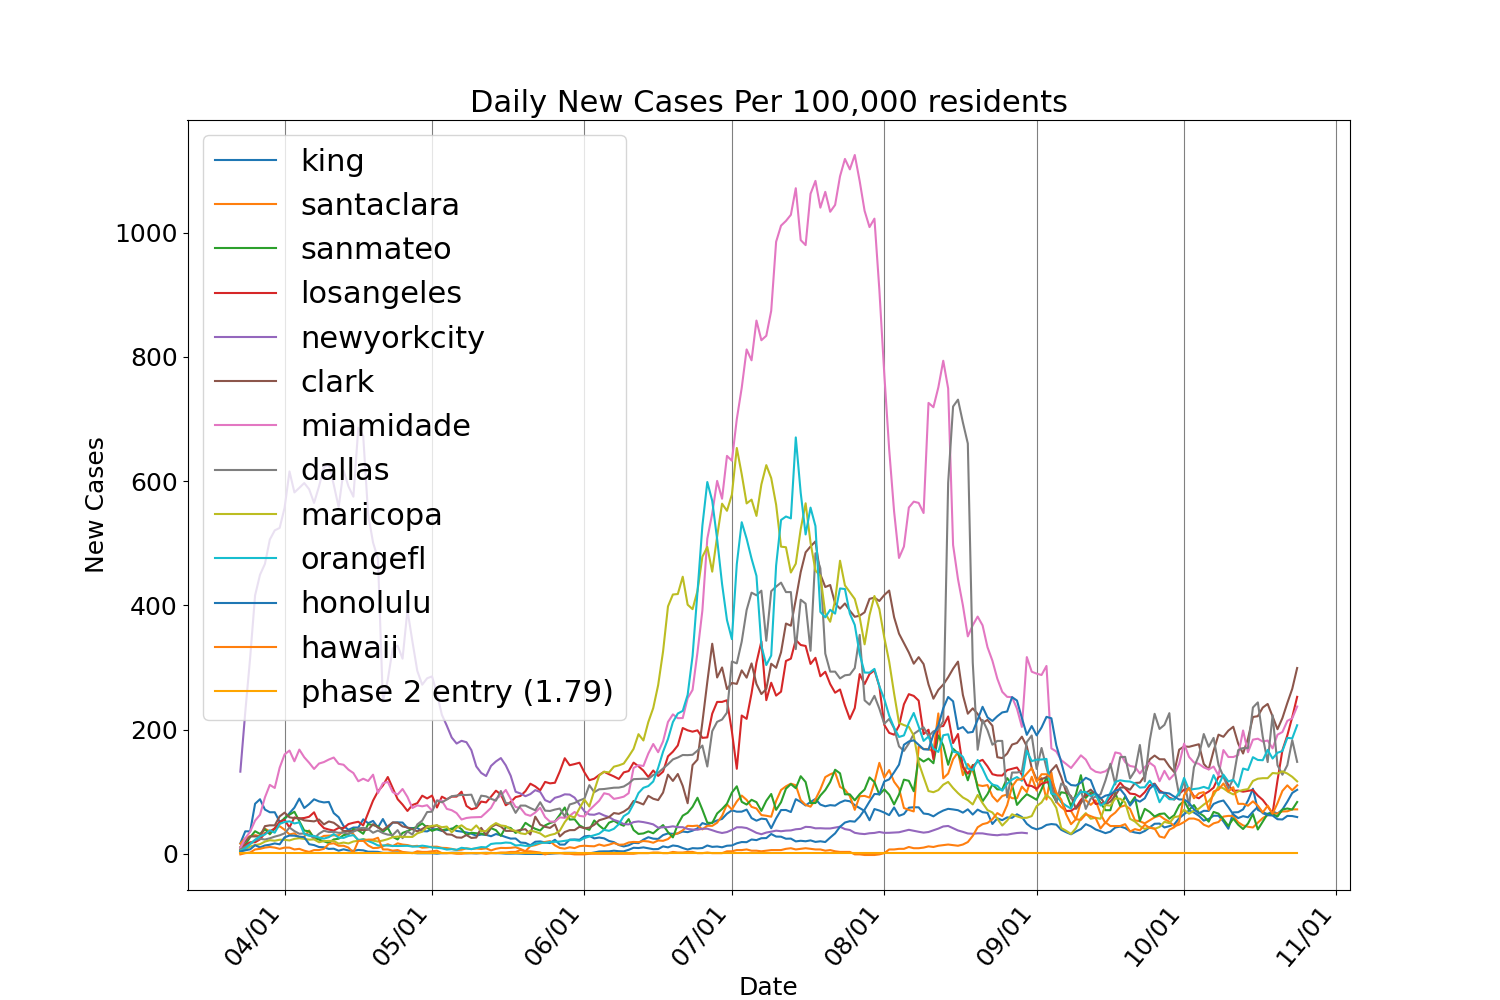 Daily New Cases Per 100,000 residents
king
santaclara
sanmateo
losangeles
newyorkcity
clark
miamidade
dallas
maricopa
orangefl
honolulu
hawaii
phase 2 entry (1.79)
1000
800
600
400
200
0
New Cases
04/01 05/01 06/01 07/01 08/01 09/01 10/01 11/01
Date